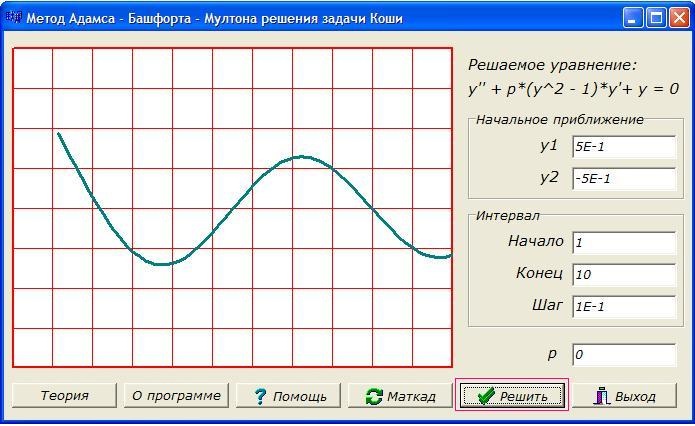 Метод Адамса - Башфорта - Мултона решения задачи Коши
Решаемое уравнение:
y'' + p*(y^2 - 1)*y'+ y = 0
Начальное приближение
y1 5E-1
y2 -5E-1
Интервал
Начало 1
Конец 10
Шаг 1E-1
p 0
Теория О программе ? Помощь Маткад Решить Выход